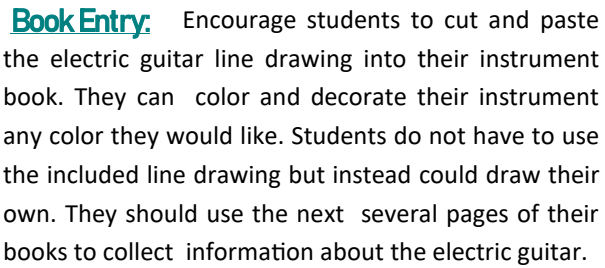 Book Entry: Encourage students to cut and paste
the electric guitar line drawing into their instrument
book. They can color and decorate their instrument
any color they would like. Students do not have to use
the included line drawing but instead could draw their
own. They should use the next several pages of their
books to collect information about the electric guitar.